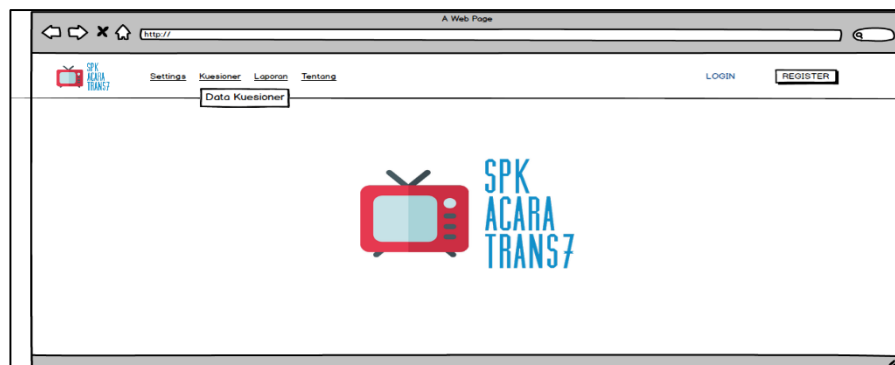 A Web Page
http://
SPK
ACARA
TRANS7
Settings Kuesioner Laporan Tentang
LOGIN
REGISTER
Data Kuesioner
SPK
ACARA
TRANS7